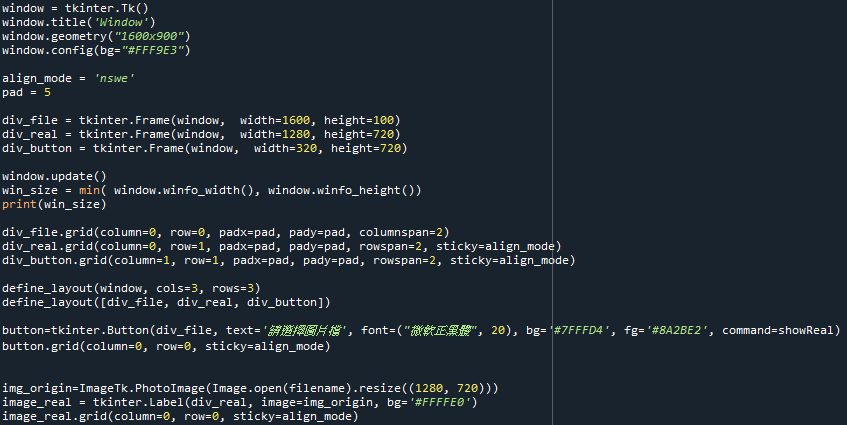 window = tkinter.Tk()
window.title('Window')
window.geometry("1600x900")
window.config(bg="#FFF9E3")
align_mode = 'nswe'
pad = 5
div_file = tkinter.Frame(window,  width=1600, height=100)
div_real = tkinter.Frame(window,  width=1280, height=720)
div_button = tkinter.Frame(window,  width=320, height=720)
window.update()
win_size = min( window.winfo_width(), window.winfo_height())
print(win_size)
div_file.grid(column=0, row=0, padx=pad, pady=pad, columnspan=2)
div_real.grid(column=0, row=1, padx=pad, pady=pad, rowspan=2, sticky=align_mode)
div_button.grid(column=1, row=1, padx=pad, pady=pad, rowspan=2, sticky=align_mode)
define_layout(window, cols=3, rows=3)
define_layout([div_file, div_real, div_button])
button=tkinter.Button(div_file, text='請選擇圖片檔', font=("微軟正黑體", 20), bg='#7FFFD4', fg='#8A2BE2', command=showReal)
button.grid(column=0, row=0, sticky=align_mode)
img_origin=ImageTk.PhotoImage(Image.open(filename).resize((1280, 720)))
image_real = tkinter.Label(div_real, image=img_origin, bg='#FFFFE0')
image_real.grid(column=0, row=0, sticky=align_mode)